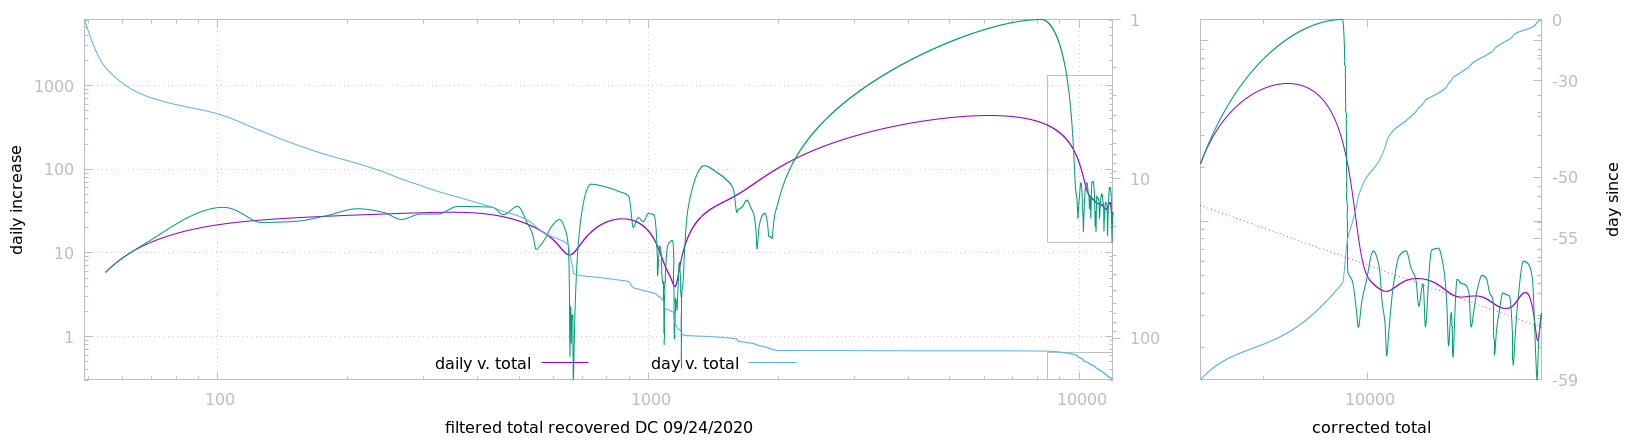 daily increase
1000
100
10
1
1
10
100
daily v. total
day v. total
100
1000
10000
filtered total recovered DC 09/24/2020
0
-30
-50
-55
-59
day since
10000
corrected total